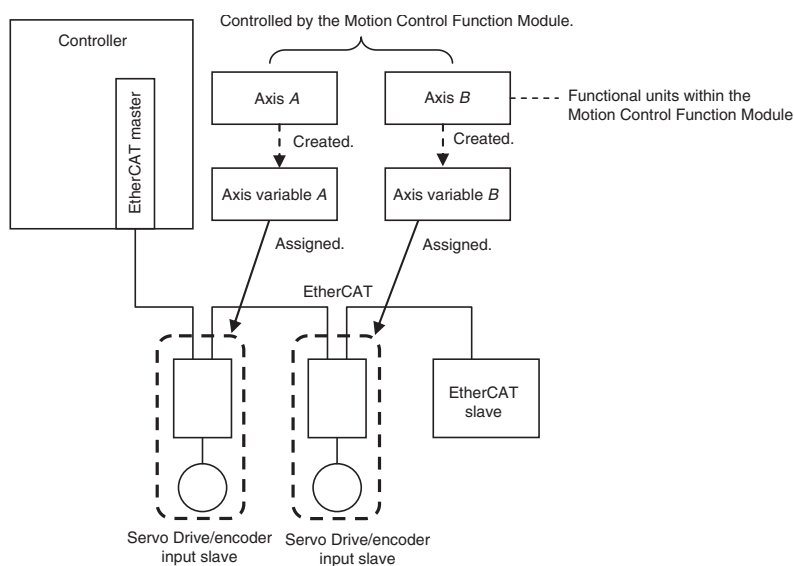 Controlled by the Motion Control Function Module.
Controller
EtherCAT master
Axis A
Axis B
Functional units within the
Motion Control Function Module
Created.
Created.
Axis variable A
Axis variable B
Assigned.
Assigned.
EtherCAT
EtherCAT
slave
Servo Drive/encoder
input slave
Servo Drive/encoder
input slave